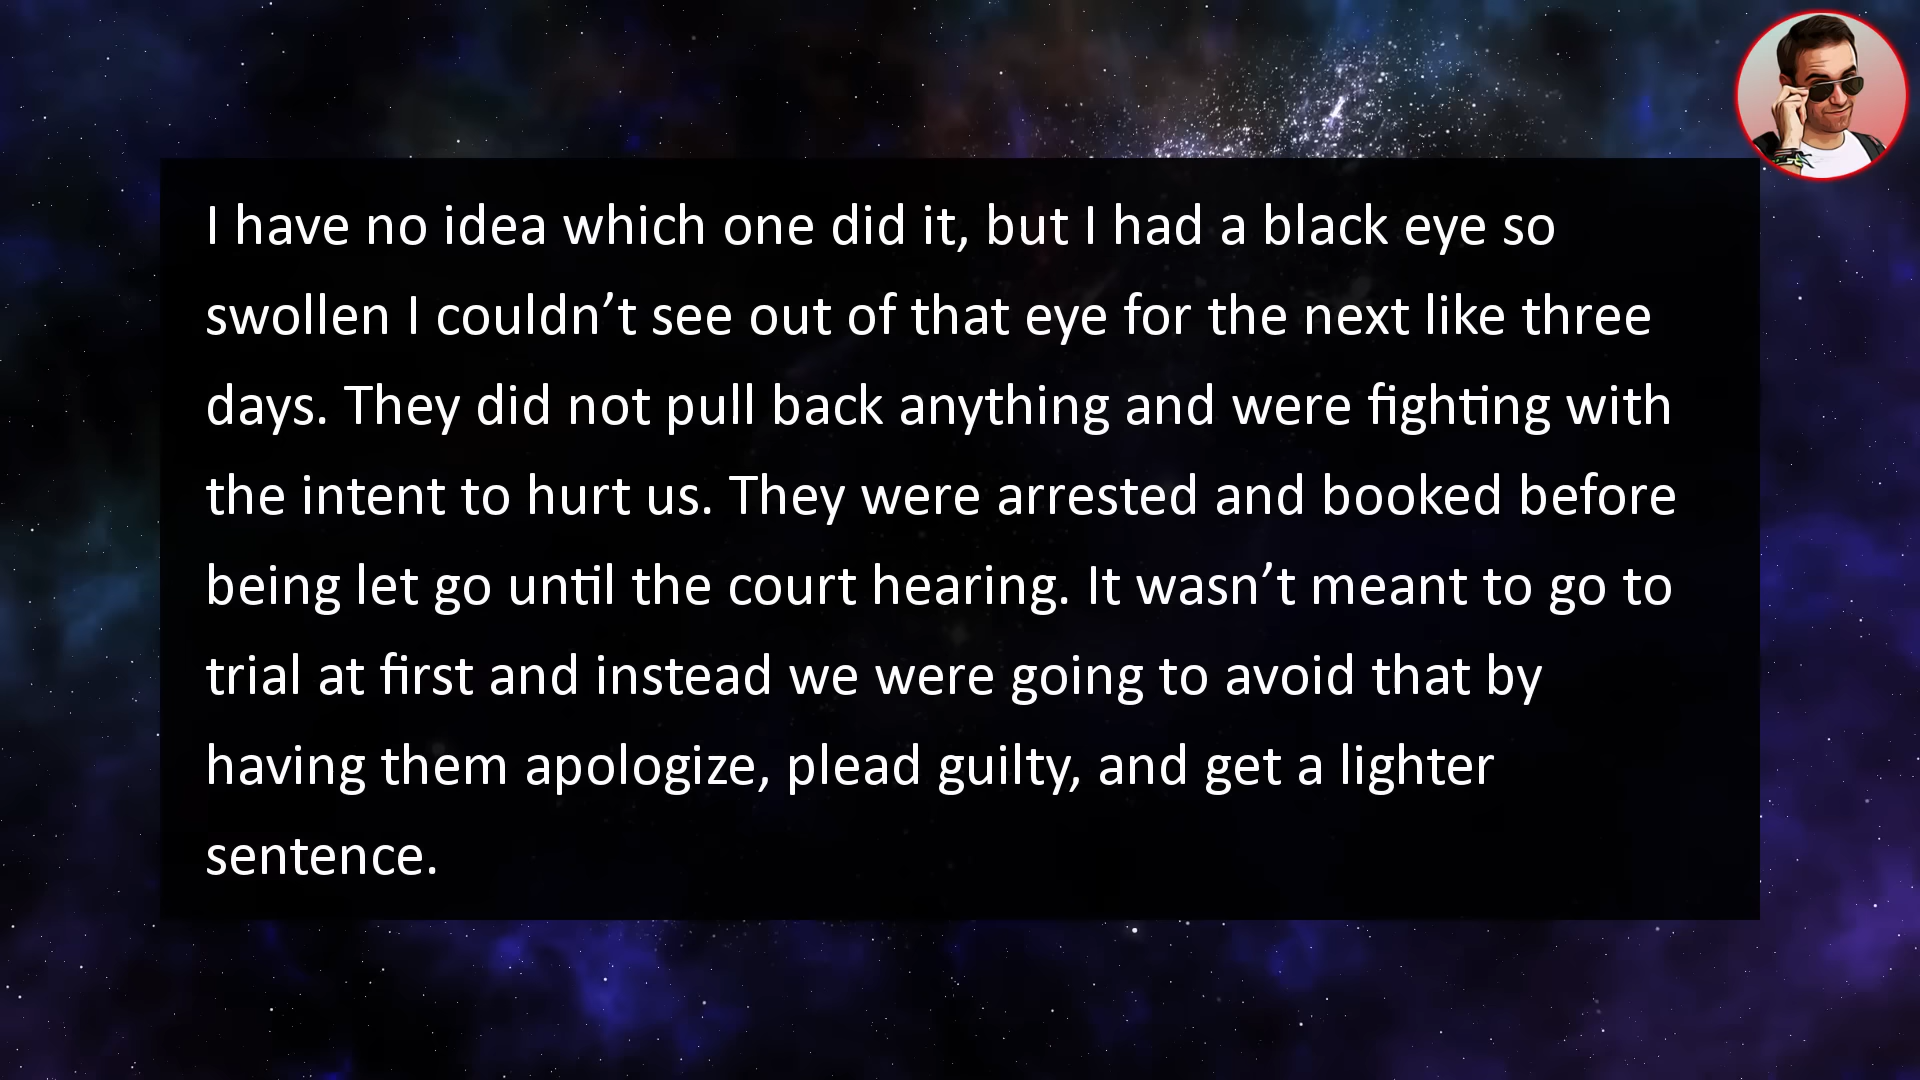 I have no idea which one did it, but I had a black eye so
swollen I couldn’t see out of that eye for the next like three
days. They did not pull back anything and were fighting with
the intent to hurt us. They were arrested and booked before
being let go until the court hearing. It wasn’t meant to go to
trial at first and instead we were going to avoid that by
having them apologize, plead guilty, and get a lighter
sentence.